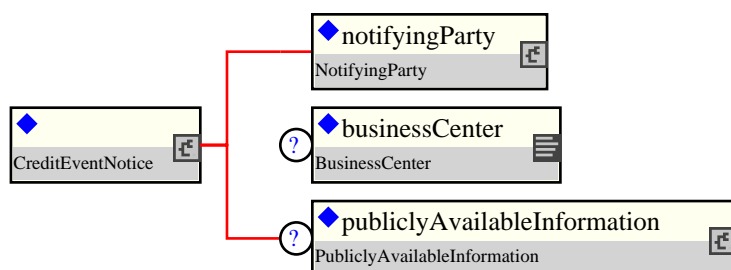 notifyingParty
NotifyingParty
CreditEventNotice
? businessCenter
BusinessCenter
? publiclyAvailableInformation
PubliclyAvailableInformation